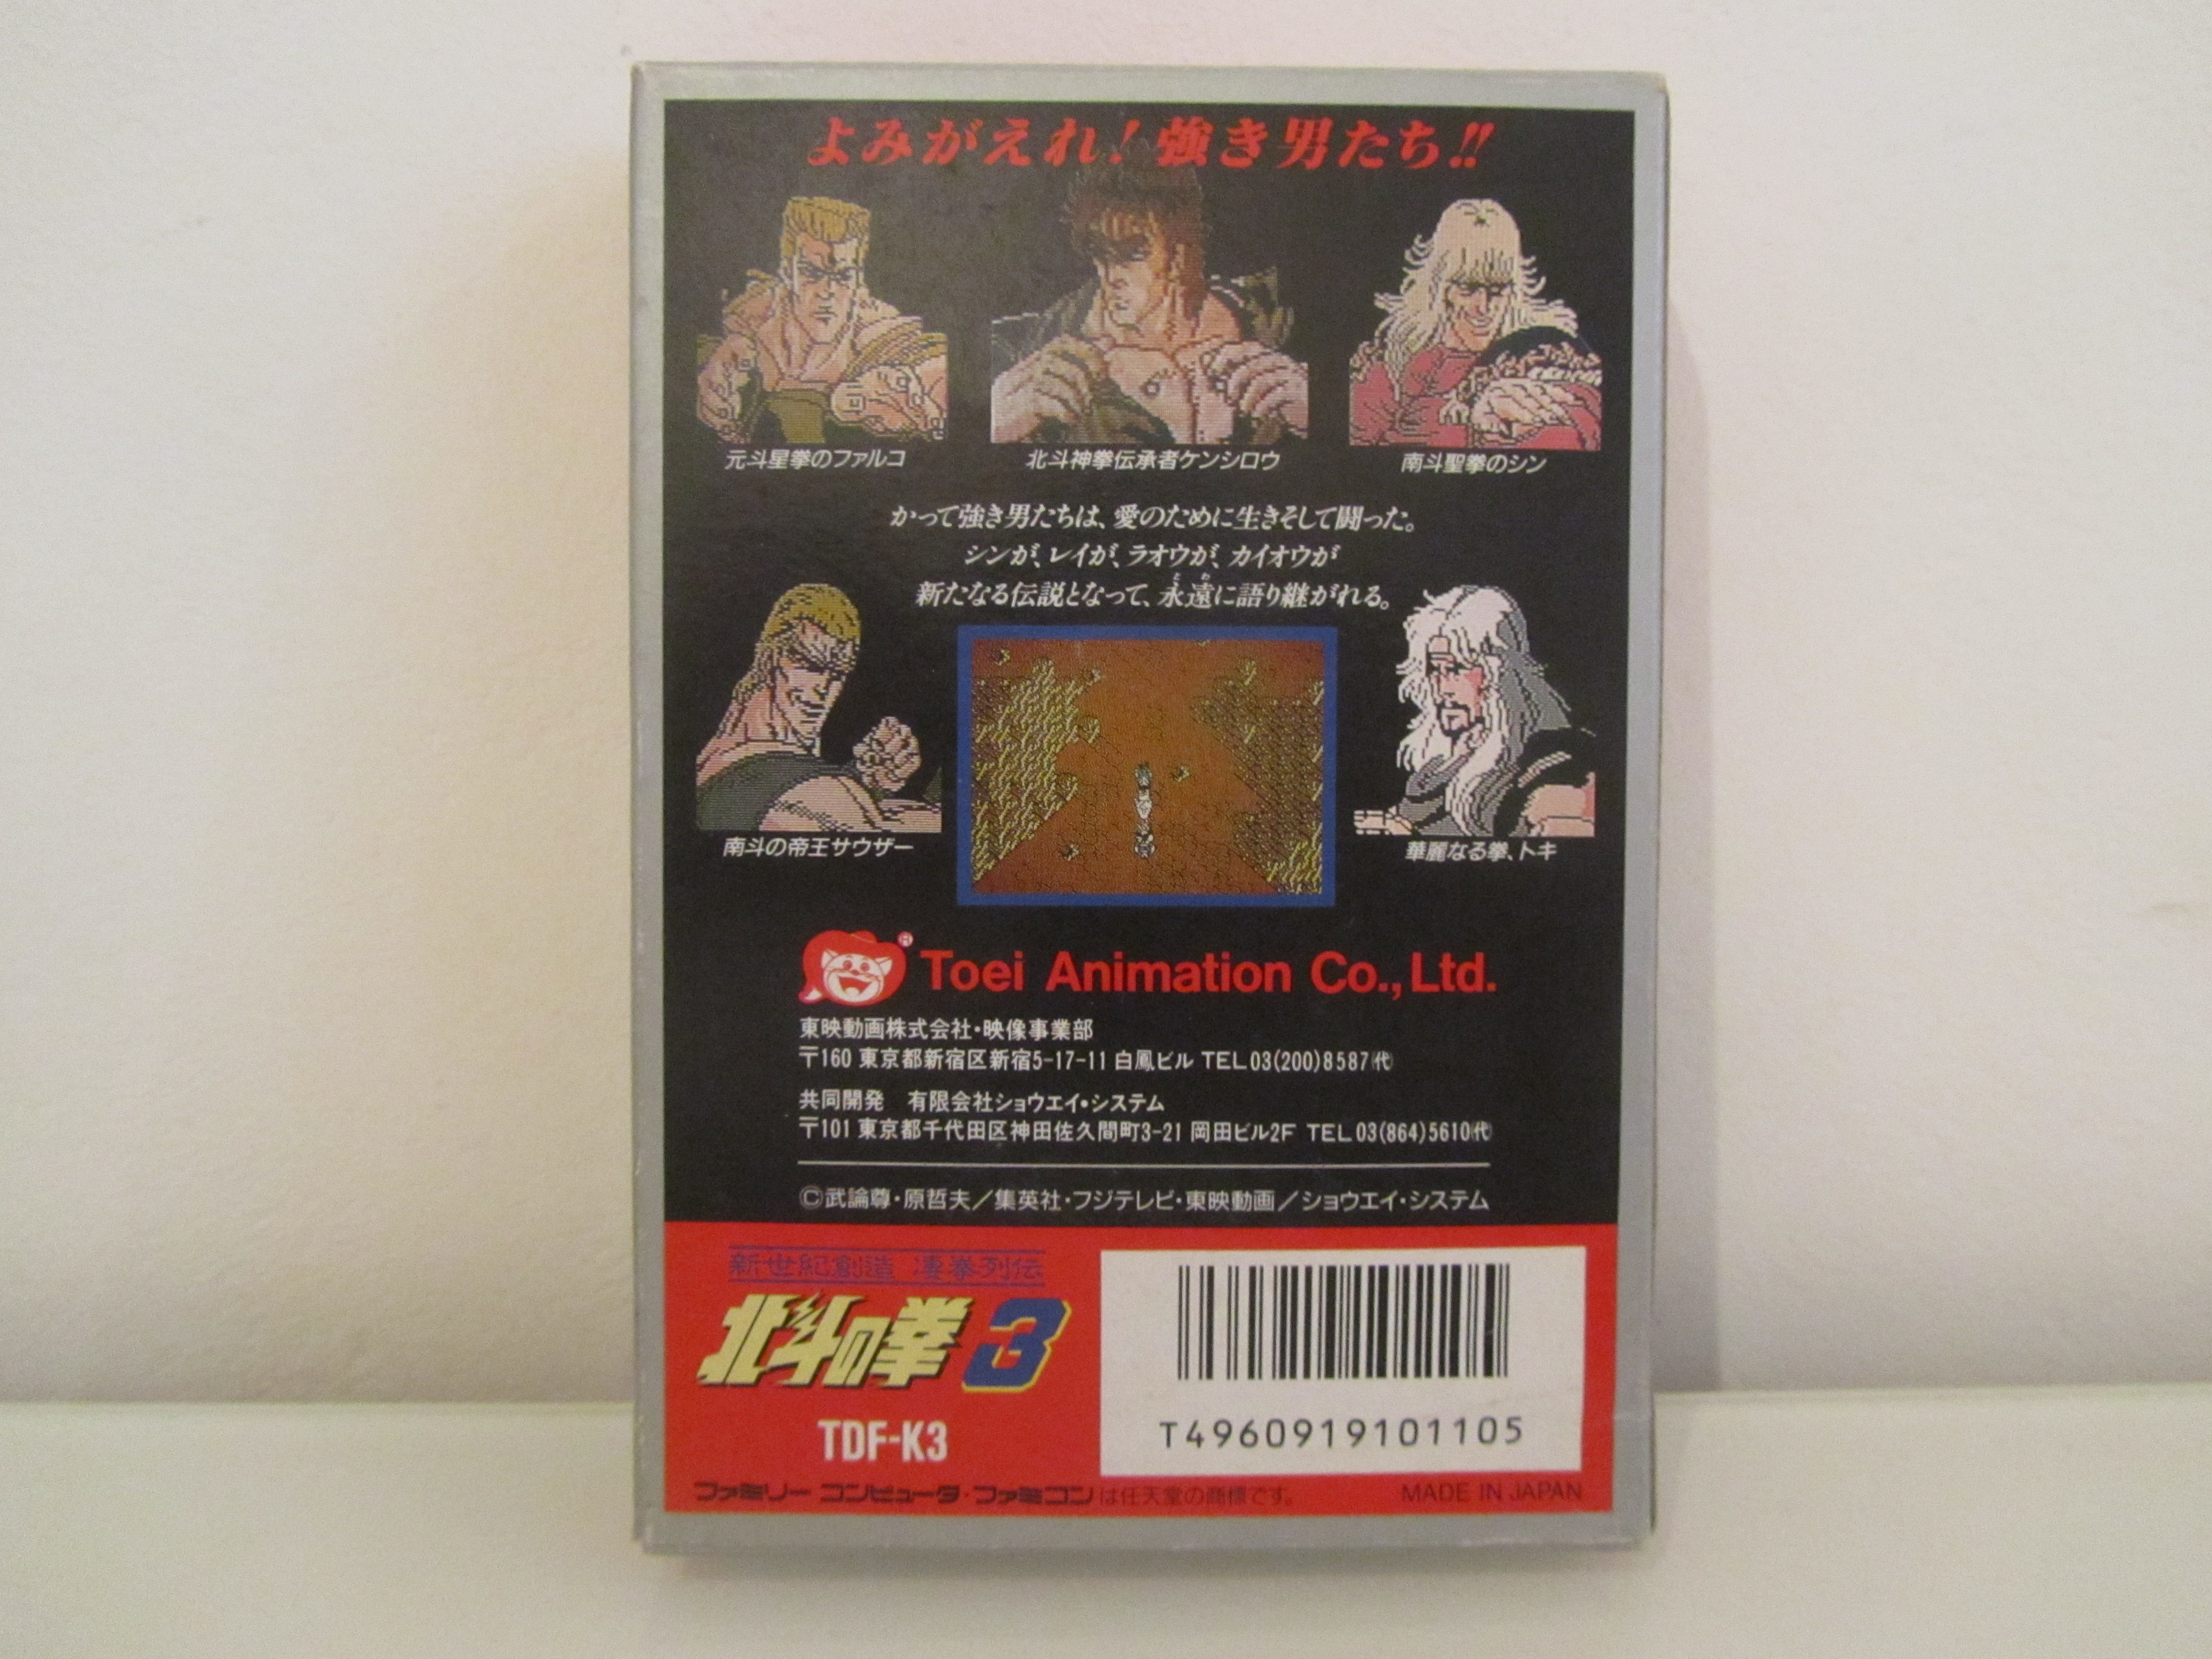 よみがえれ!強き男たち!!
元斗星拳のファルコ
北斗神拳伝承者ケンシロウ
南斗聖拳のシン
かって強き男たちは、愛のために生きそして闘った。
シンが、レイが、ラオウが、カイオウが
新たなる伝説となって、永遠に語り継がれる。
とわ
南斗の帝王サウザー
華麗なる拳、トキ
® Toei Animation Co., Ltd.
東映動画株式会社・映像事業部
〒160 東京都新宿区新宿5-17-11 白鳳ビル TEL 03(200)8587(代)
共同開発 有限会社ショウエイ・システム
〒101 東京都千代田区神田佐久間町3-21 岡田ビル2F TEL 03(864)5610(代)
©武論尊・原哲夫／集英社・フジテレビ・東映動画／ショウエイ・システム
新世紀創造 凄拳列伝
北斗の拳3
TDF-K3
T4960919101105
ファミリーコンピュータ・ファミコンは任天堂の商標です。
MADE IN JAPAN